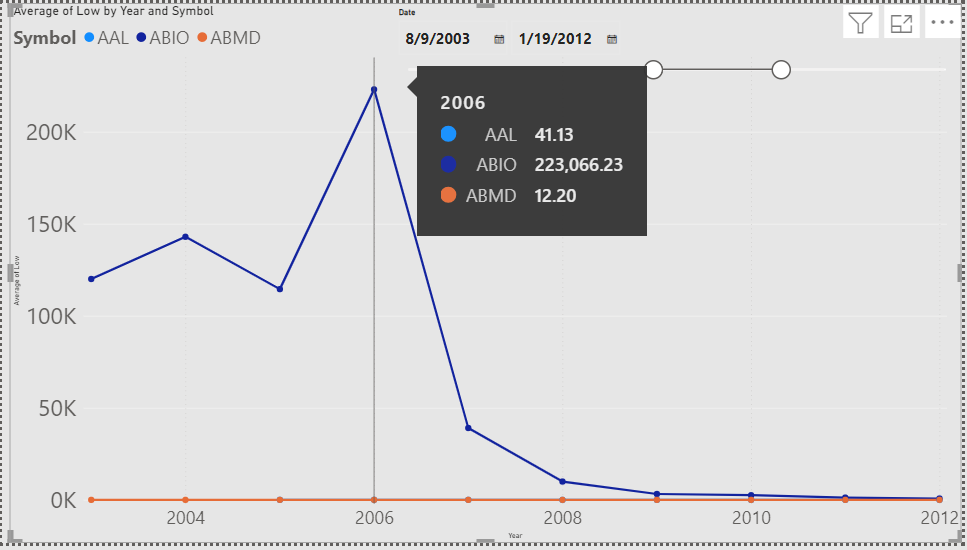 Average of Low by Year and Symbol
Date
Symbol AAL ABIO ABMD
8/9/2003 1/19/2012
2006
AAL 41.13
ABIO 223,066.23
ABMD 12.20
200K
150K
Average of Low
100K
50K
0K
2004 2006 2008 2010 2012
Year